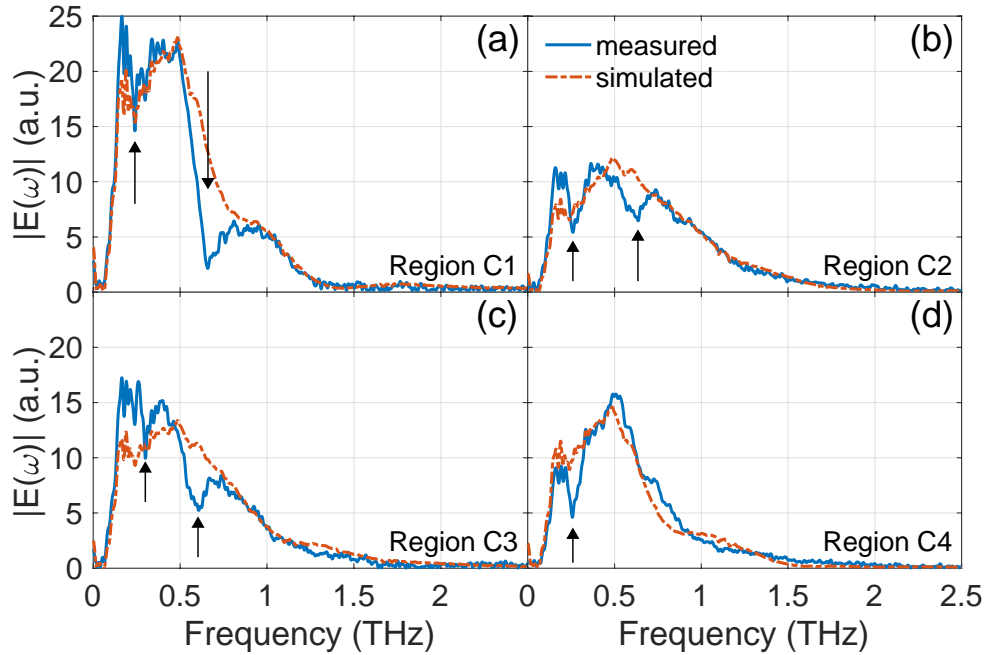 25
20
15
10
5
0
|E(ω)| (a.u.)
(a)
Region C1
(b)
measured
simulated
Region C2
20
15
10
5
0
|E(ω)| (a.u.)
(c)
Region C3
(d)
Region C4
0 0.5 1 1.5 2
Frequency (THz)
0 0.5 1 1.5 2 2.5
Frequency (THz)